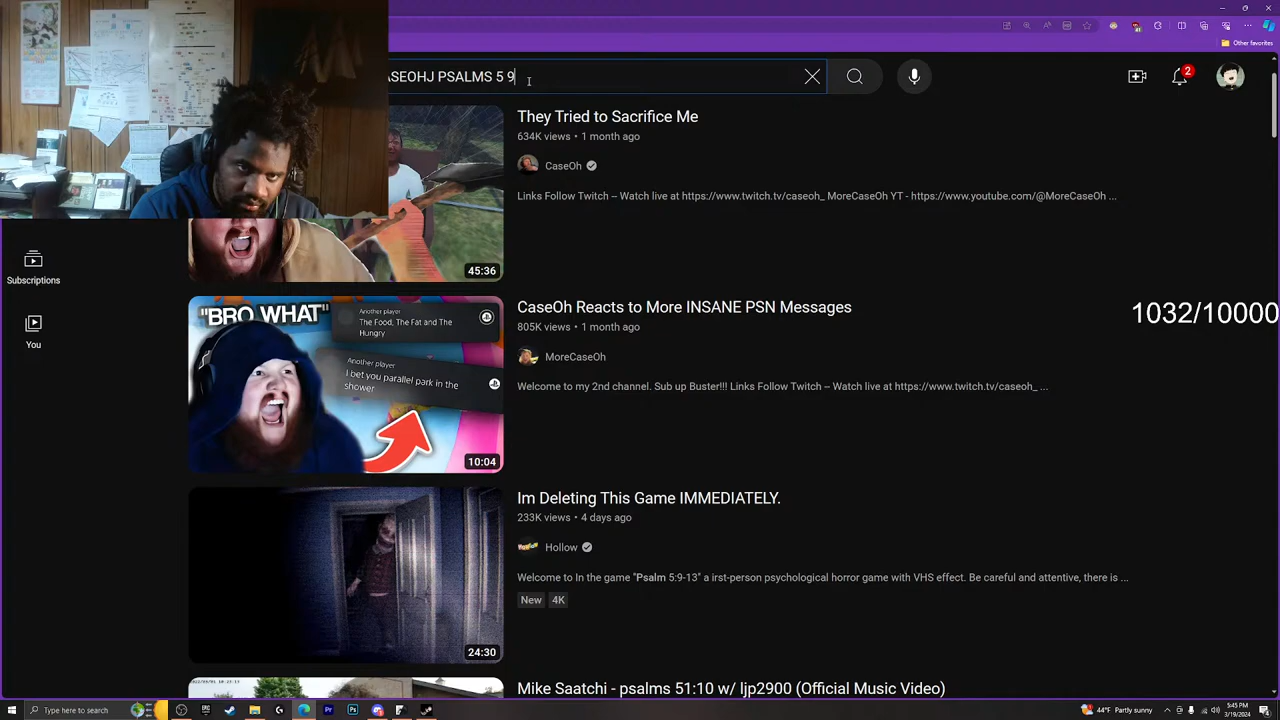 ASEOHJ PSALMS 5 9
2
Other favorites
They Tried to Sacrifice Me
634K views • 1 month ago
CaseOh
Links Follow Twitch -- Watch live at https://www.twitch.tv/caseoh_ MoreCaseOh YT - https://www.youtube.com/@MoreCaseOh ...
45:36
Subscriptions
You
"BRO WHAT"
Another player
The Food, The Fat and The
Hungry
Another player
I bet you parallel park in the
shower
10:04
CaseOh Reacts to More INSANE PSN Messages
805K views • 1 month ago
MoreCaseOh
Welcome to my 2nd channel. Sub up Buster!!! Links Follow Twitch -- Watch live at https://www.twitch.tv/caseoh_ ...
1032/10000
Im Deleting This Game IMMEDIATELY.
233K views • 4 days ago
Hollow
Welcome to In the game "Psalm 5:9-13" a irst-person psychological horror game with VHS effect. Be careful and attentive, there is ...
New 4K
24:30
Mike Saatchi - psalms 51:10 w/ ljp2900 (Official Music Video)
Type here to search
44°F Partly sunny
5:45 PM
3/19/2024